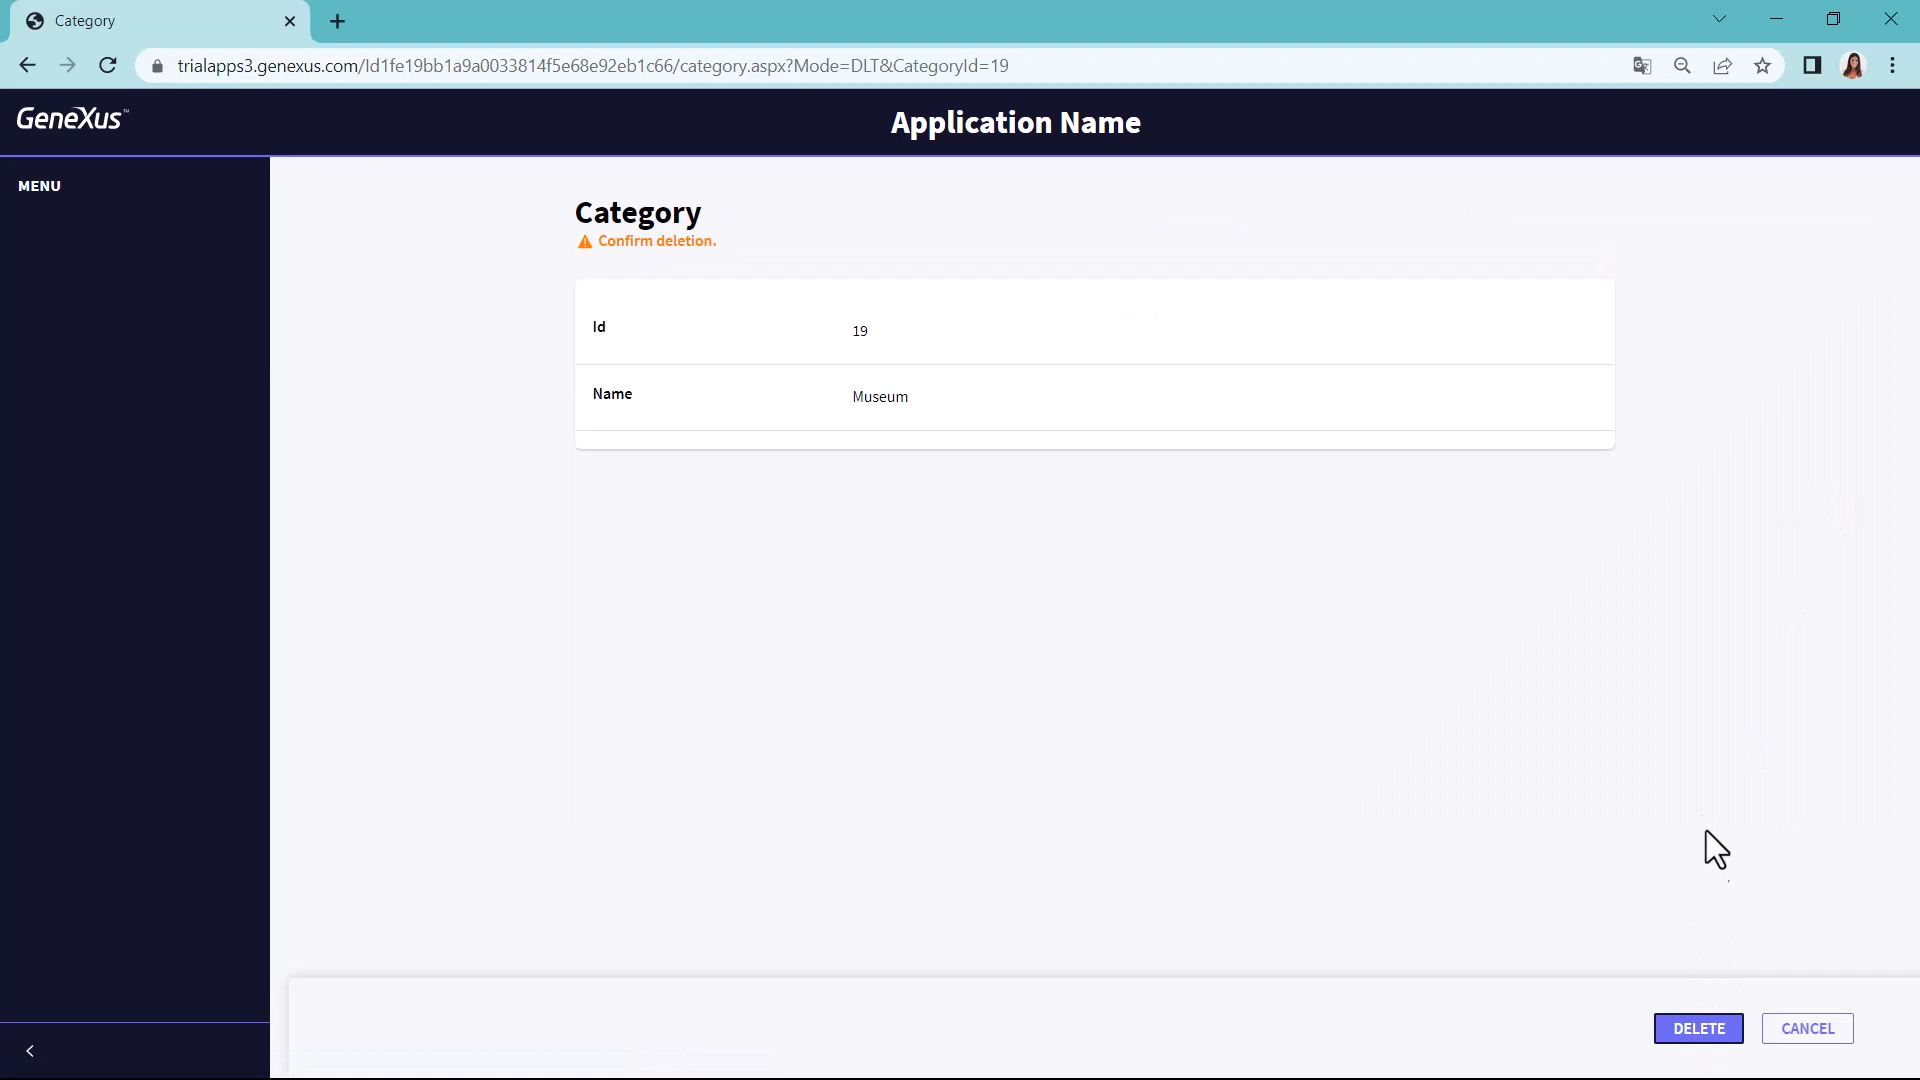 Category
trialapps3.genexus.com/Id1fe19bb1a9a0033814f5e68e92eb1c66/category.aspx?Mode=DLT&CategoryId=19
GeneXus™
Application Name
MENU
Category
Confirm deletion.
Id
19
Name
Museum
DELETE
CANCEL